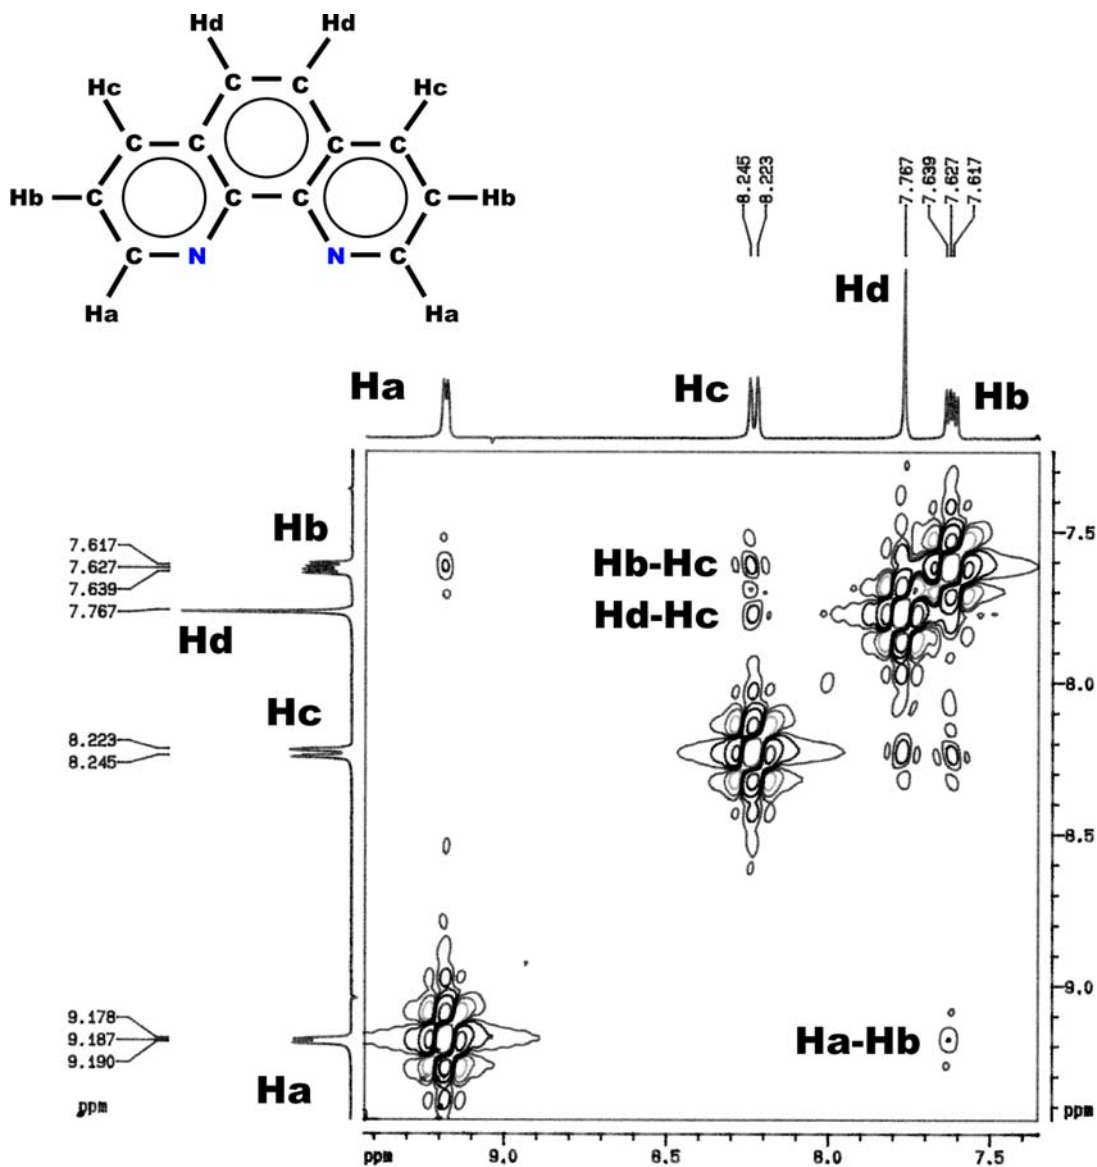 Hd Hd
Hc Hc
Hb Hb
N N
Ha Ha
C C
C C C C
C C C C
C C
8.245
8.223
7.767
7.639
7.627
7.617
Hd
Ha
Hc
Hb
Hb
7.617
7.627
7.639
7.767
Hd
Hc
8.223
8.245
9.178
9.187
9.190
ppm
Ha
Hb-Hc
Hd-Hc
Ha-Hb
7.5
8.0
8.5
9.0
ppm
ppm 9.0 8.5 8.0 7.5